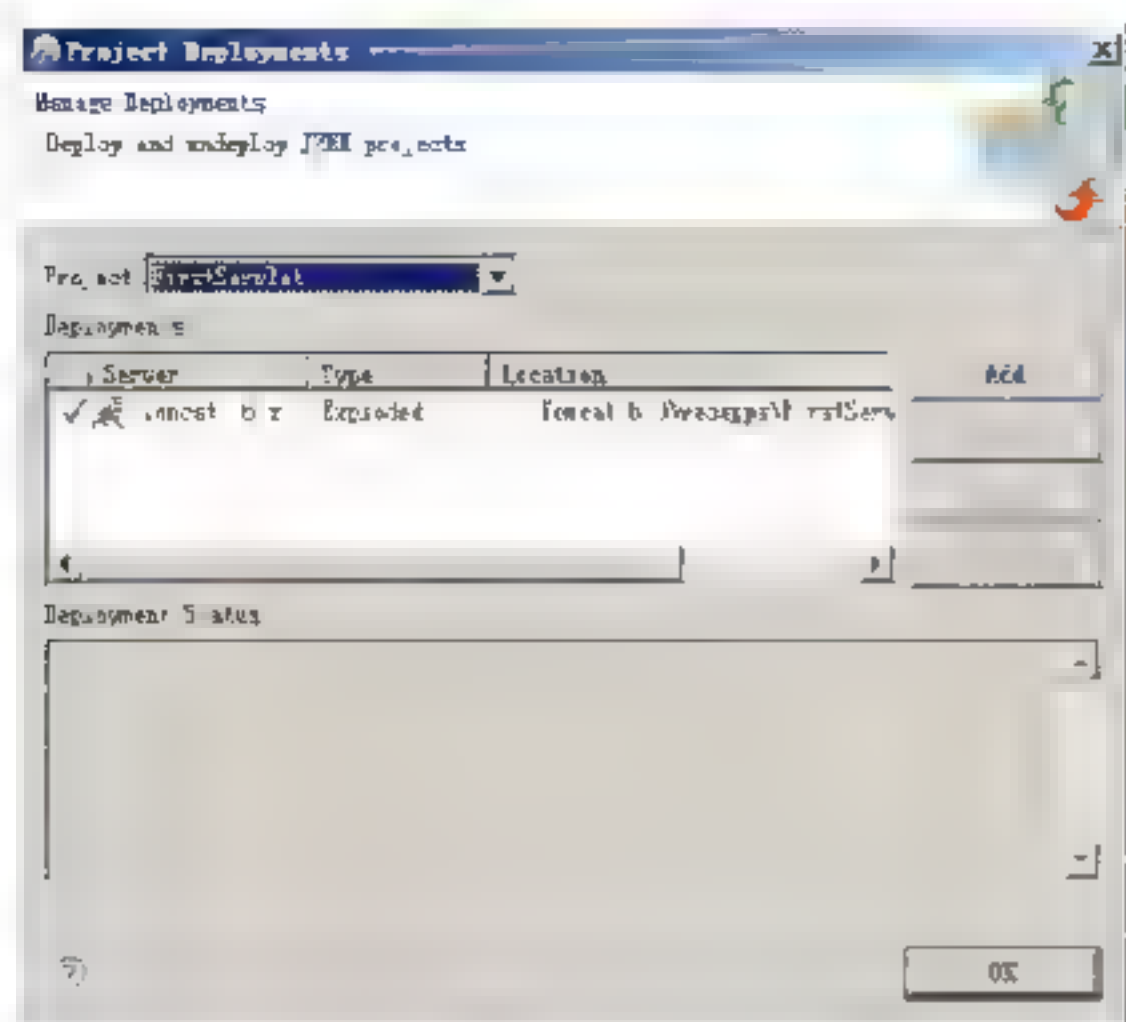 Project Deployments
Manage Deployments
Deploy and undeploy J2EE projects
Project FirstServlet
Deployments
Server Type Location
Exploded
Add
Deployment Status
OK